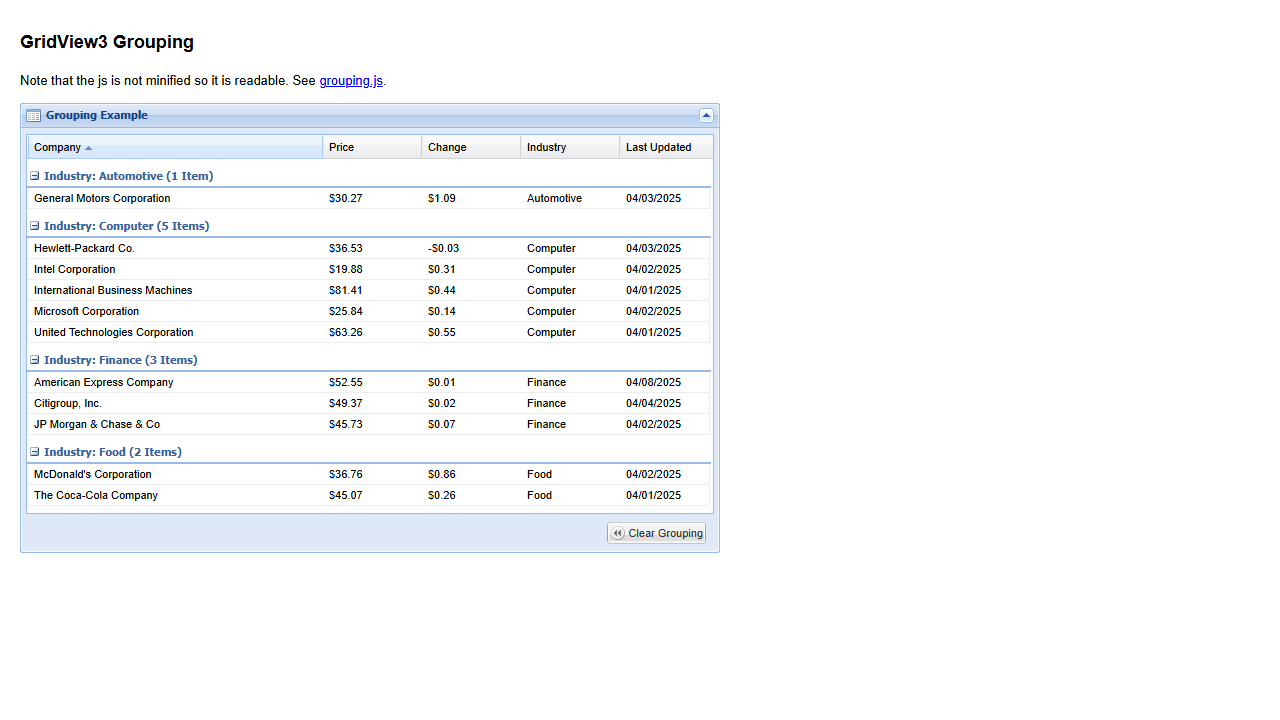 GridView3 Grouping
Note that the js is not minified so it is readable. See grouping.js.
Grouping Example
Company Price Change Industry Last Updated
Industry: Automotive (1 Item)
General Motors Corporation $30.27 $1.09 Automotive 04/03/2025
Industry: Computer (5 Items)
Hewlett-Packard Co. $36.53 -$0.03 Computer 04/03/2025
Intel Corporation $19.88 $0.31 Computer 04/02/2025
International Business Machines $81.41 $0.44 Computer 04/01/2025
Microsoft Corporation $25.84 $0.14 Computer 04/02/2025
United Technologies Corporation $63.26 $0.55 Computer 04/01/2025
Industry: Finance (3 Items)
American Express Company $52.55 $0.01 Finance 04/08/2025
Citigroup, Inc. $49.37 $0.02 Finance 04/04/2025
JP Morgan & Chase & Co $45.73 $0.07 Finance 04/02/2025
Industry: Food (2 Items)
McDonald's Corporation $36.76 $0.86 Food 04/02/2025
The Coca-Cola Company $45.07 $0.26 Food 04/01/2025
Clear Grouping